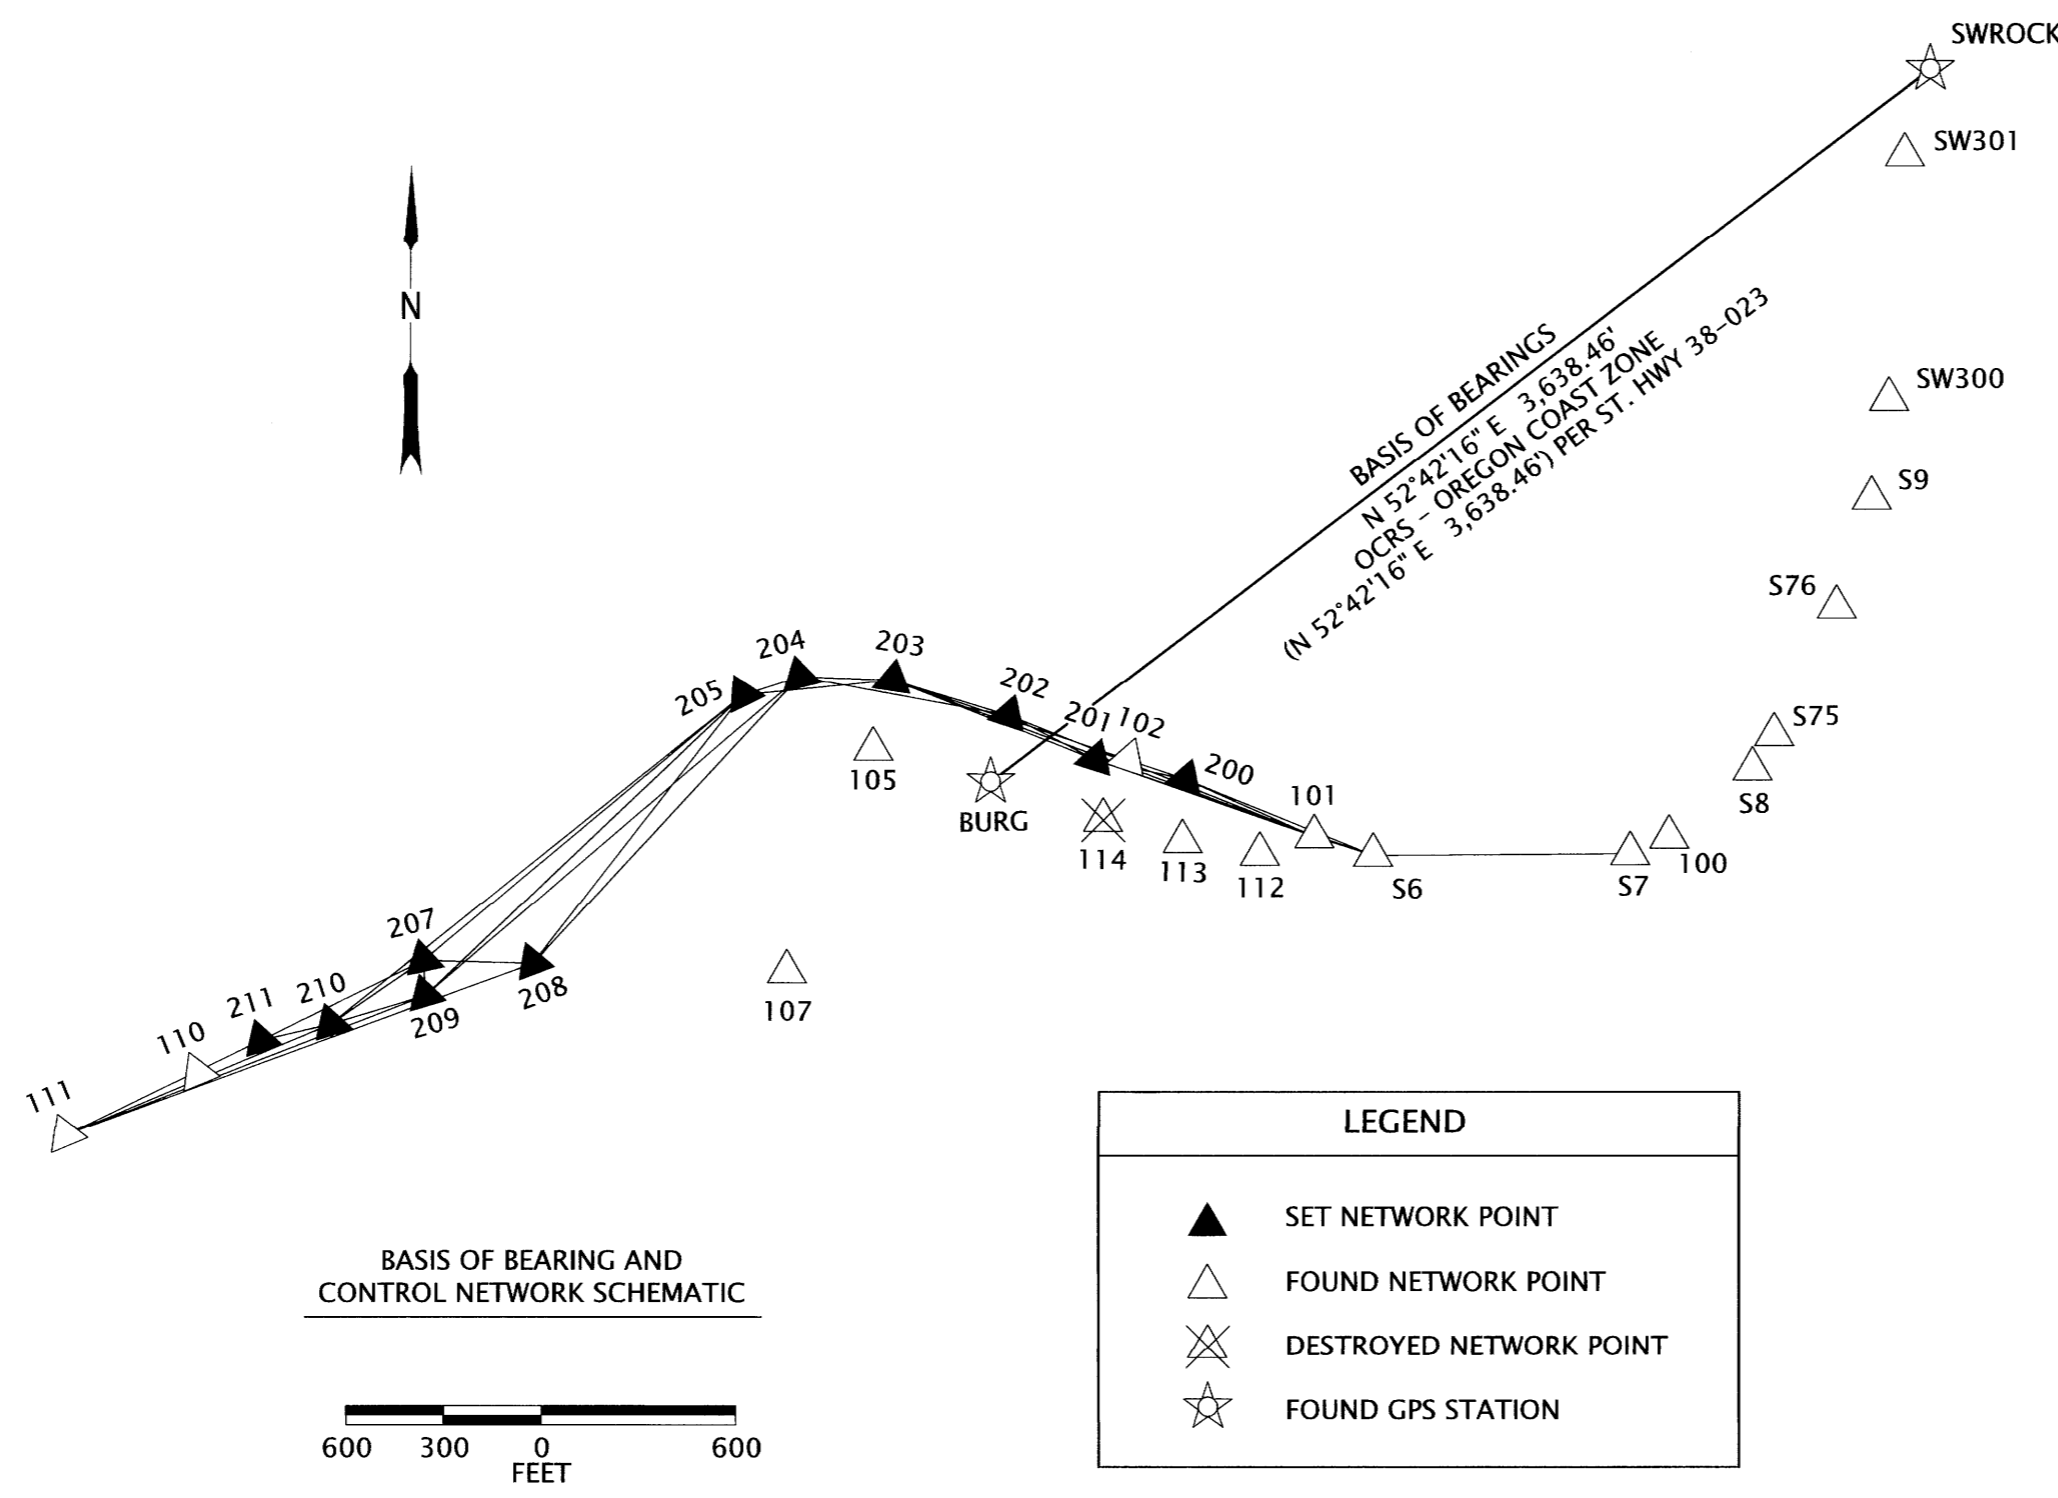 SWROCK
SW301
N
SW300
BASIS OF BEARINGS
N 52°42'16" E 3,638.46'
OCRS – OREGON COAST ZONE
(N 52°42'16" E 3,638.46') PER ST. HWY 38–023
S9
S76
204
203
202
205
201
102
S75
200
105
BURG
101
S8
114
113
112
S6
S7
100
207
208
210
211
209
107
110
111
LEGEND
SET NETWORK POINT
FOUND NETWORK POINT
DESTROYED NETWORK POINT
FOUND GPS STATION
BASIS OF BEARING AND
CONTROL NETWORK SCHEMATIC
600 300 0 600
FEET